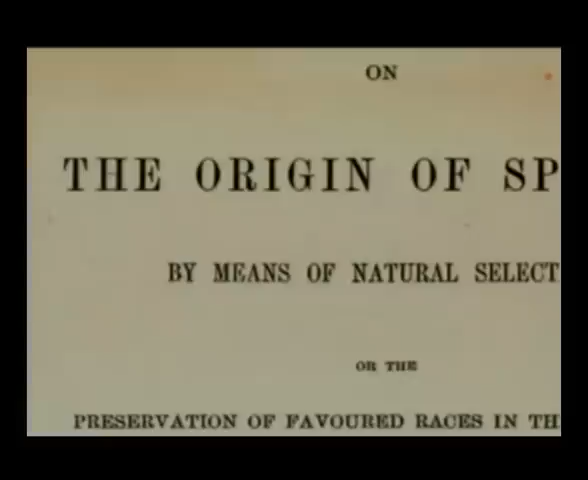 ON
THE ORIGIN OF SP
BY MEANS OF NATURAL SELECT
OR THE
PRESERVATION OF FAVOURED RACES IN TH